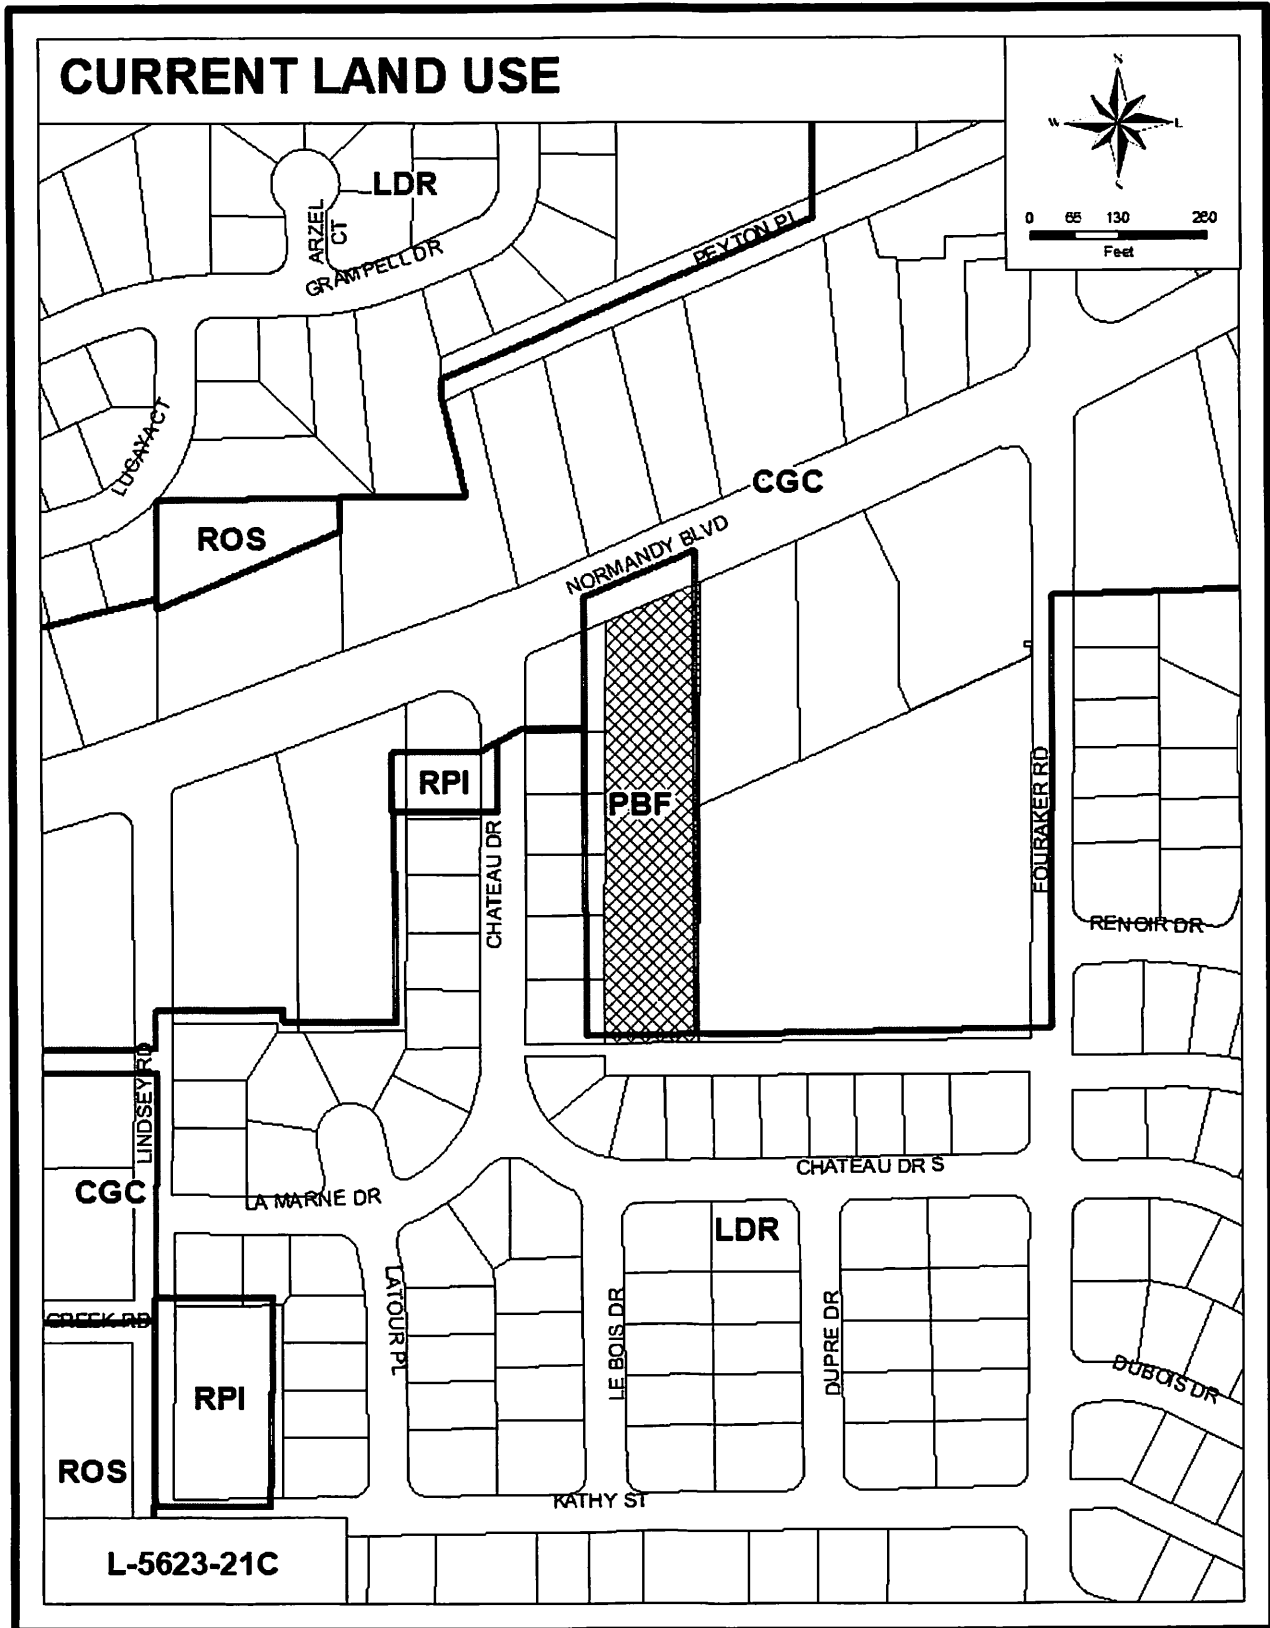 CURRENT LAND USE
W
0 65 130 260
Feet
LDR
ARZEL
CT
GRAMPELL DR
PEYTON PL
LUCAYA CT
CGC
ROS
NORMANDY BLVD
RPI
PBF
CHATEAU DR
FOURAKER RD
RENOIR DR
LINDSEY RD
CHATEAU DR S
CGC
LA MARNE DR
LDR
LATOUR PL
LE BOIS DR
DUPRE DR
CREEK RD
DUBOIS DR
RPI
ROS
KATHY ST
L-5623-21C